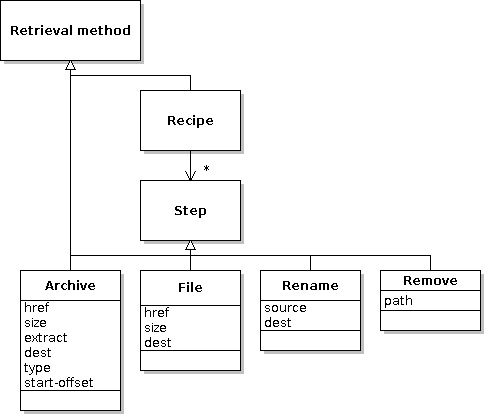 Retrieval method
Recipe
*
Step
Archive
href
size
extract
dest
type
start-offset
File
href
size
dest
Rename
source
dest
Remove
path